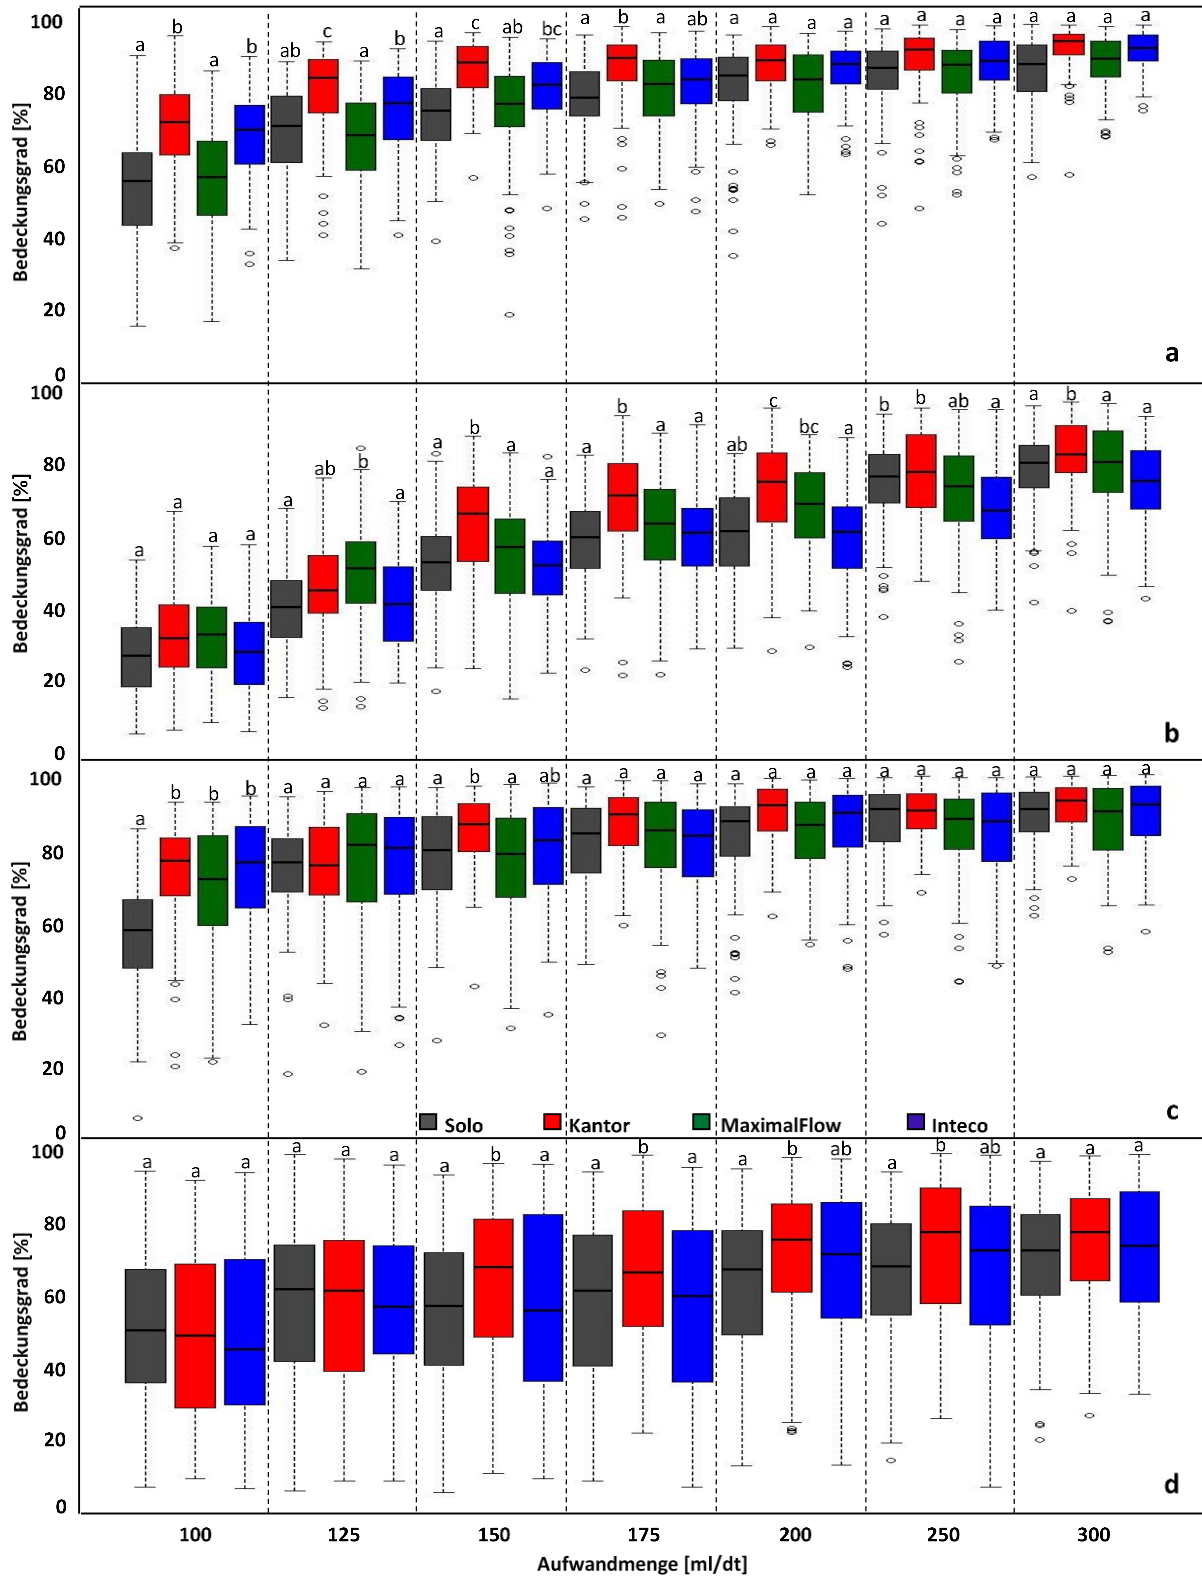 100
a b a b ab c a b a c ab bc a b a ab a a a a a a a a a a a a
80
60
40
20
0
Bedeckungsgrad [%]
a
100
a a a a a ab b a a b a a a b a a ab c bc a b b ab a a b a a
80
60
40
20
0
Bedeckungsgrad [%]
b
100
a b b b a a a a a b a ab a a a a a a a a a a a a a a a a
80
60
40
20
0
Bedeckungsgrad [%]
c
Solo Kantor MaximalFlow Inteco
100
a a a a a a a b a a b a a b ab a b ab a a a
80
60
40
20
0
Bedeckungsgrad [%]
d
100 125 150 175 200 250 300
Aufwandmenge [ml/dt]